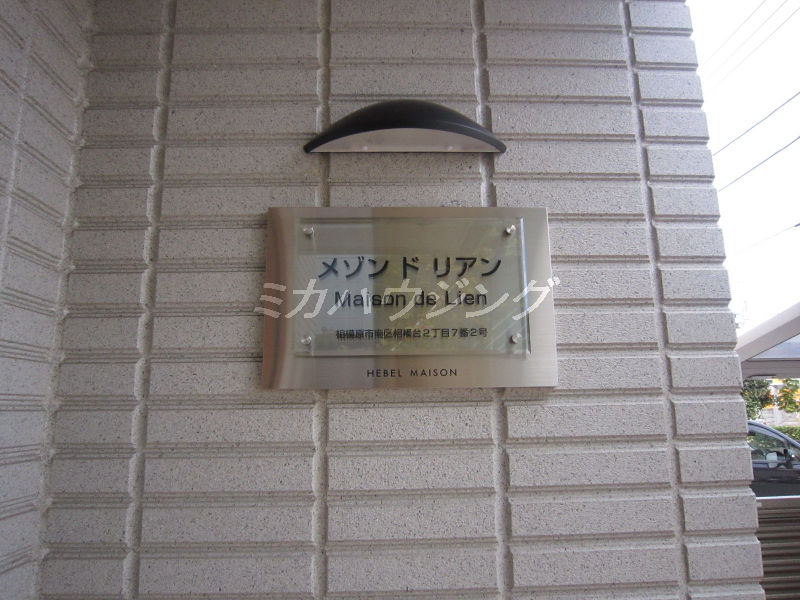 メゾン ド リアン
Maison de Lien
ミカハウジング
相模原市南区相模台2丁目7番2号
HEBEL MAISON